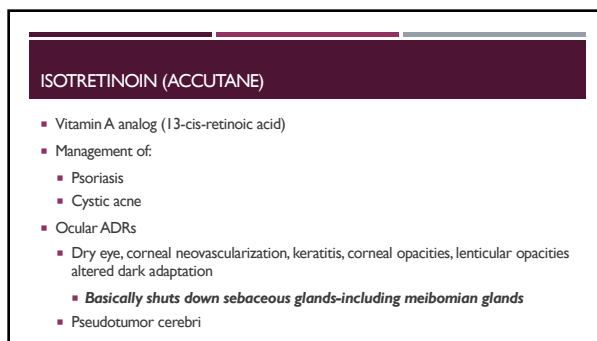 ISOTRETINOIN (ACCUTANE)
▪ Vitamin A analog (13-cis-retinoic acid)
▪ Management of:
▪ Psoriasis
▪ Cystic acne
▪ Ocular ADRs
▪ Dry eye, corneal neovascularization, keratitis, corneal opacities, lenticular opacities
altered dark adaptation
▪ Basically shuts down sebaceous glands-including meibomian glands
▪ Pseudotumor cerebri